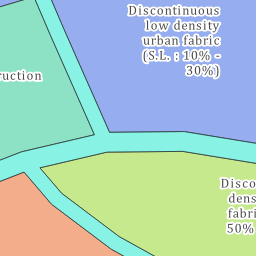 Discontinuous
low density
urban fabric
(S.L. : 10% -
30%)
ruction
Disco
dens
fabri
50%